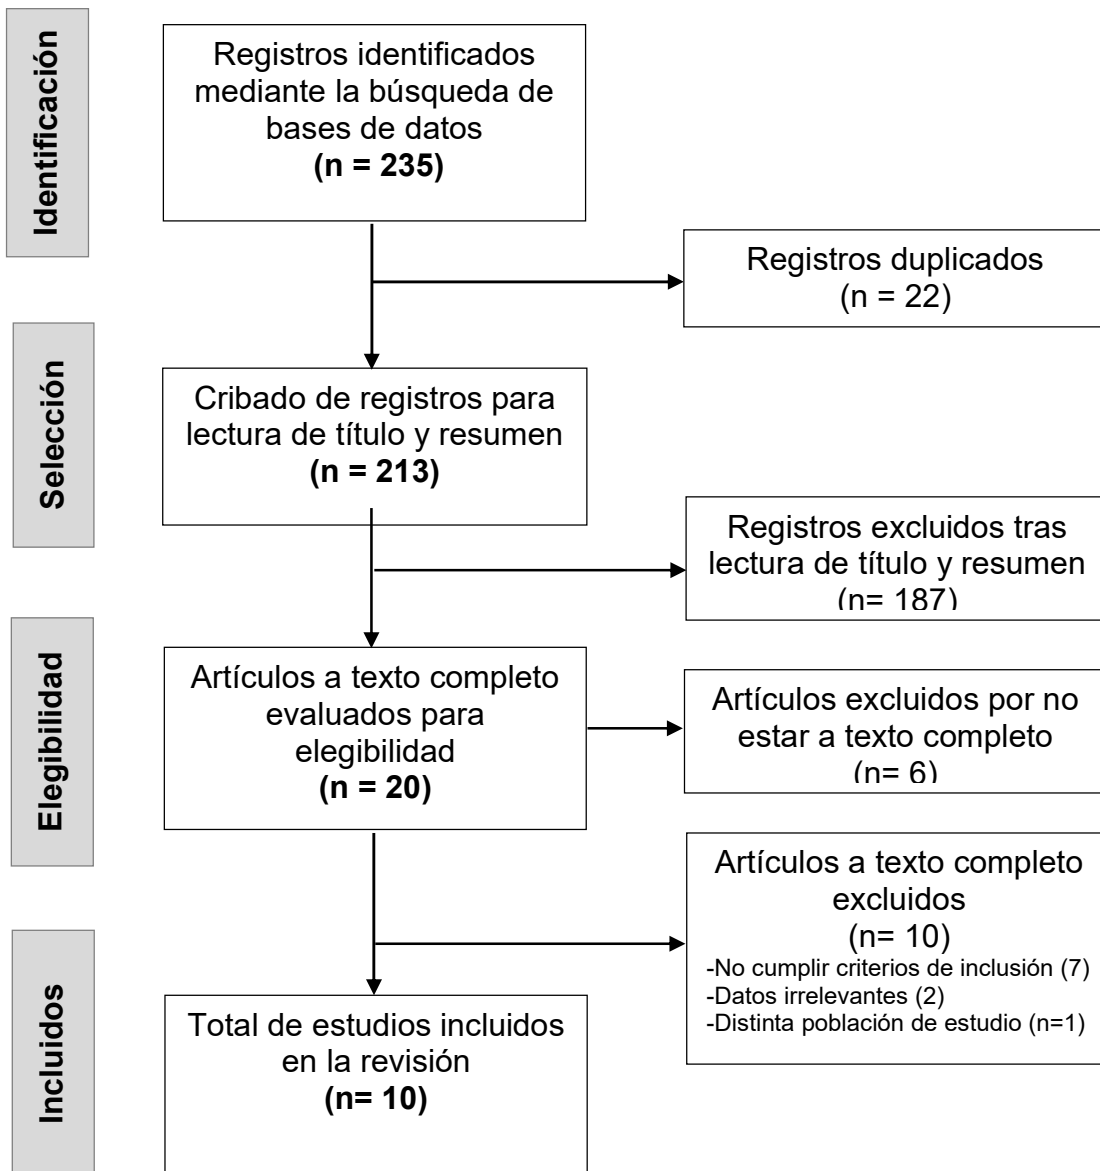 Identificación
Registros identificados
mediante la búsqueda de
bases de datos
(n = 235)
Registros duplicados
(n = 22)
Selección
Cribado de registros para
lectura de título y resumen
(n = 213)
Registros excluidos tras
lectura de título y resumen
(n= 187)
Elegibilidad
Artículos a texto completo
evaluados para
elegibilidad
(n = 20)
Artículos excluidos por no
estar a texto completo
(n= 6)
Artículos a texto completo
excluidos
(n= 10)
-No cumplir criterios de inclusión (7)
-Datos irrelevantes (2)
-Distinta población de estudio (n=1)
Incluidos
Total de estudios incluidos
en la revisión
(n= 10)